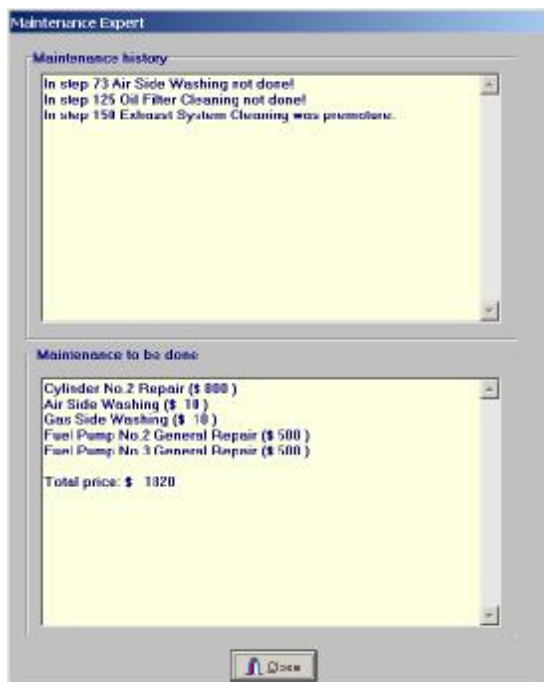 Maintenance Expert
Maintenance history
In step 73 Air Side Washing not done!
In step 125 Oil Filter Cleaning not done!
In step 150 Exhaust System Cleaning was premature.
Maintenance to be done
Cylinder No.2 Repair ($ 800 )
Air Side Washing ($ 10 )
Gas Side Washing ($ 10 )
Fuel Pump No.2 General Repair ($ 500 )
Fuel Pump No.3 General Repair ($ 500 )
Total price: $ 1820
Close